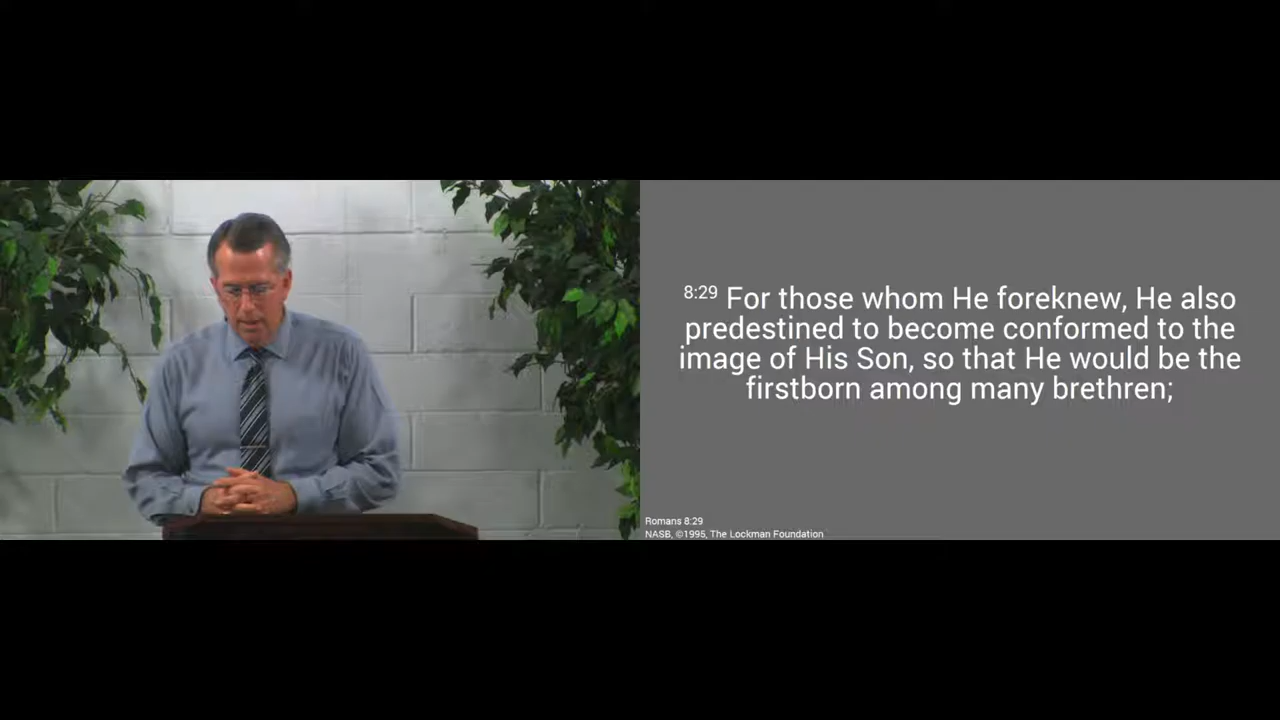 8:29 For those whom He foreknew, He also
predestined to become conformed to the
image of His Son, so that He would be the
firstborn among many brethren;
Romans 8:29
NASB, ©1995, The Lockman Foundation